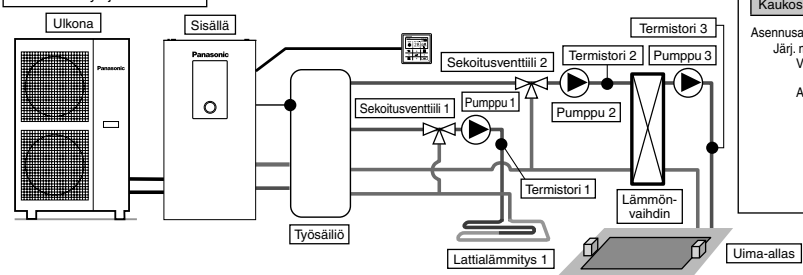 Ulkona
Sisällä
Panasonic
Panasonic
Sekoitusventtiili 2
Termistori 2
Termistori 3
Pumppu 3
Sekoitusventtiili 1
Pumppu 1
Pumppu 2
Termistori 1
Lämmön-
vaihdin
Työsäiliö
Lattialämmitys 1
Uima-allas
Kaukos
Asennusa
Järj. r
V
A